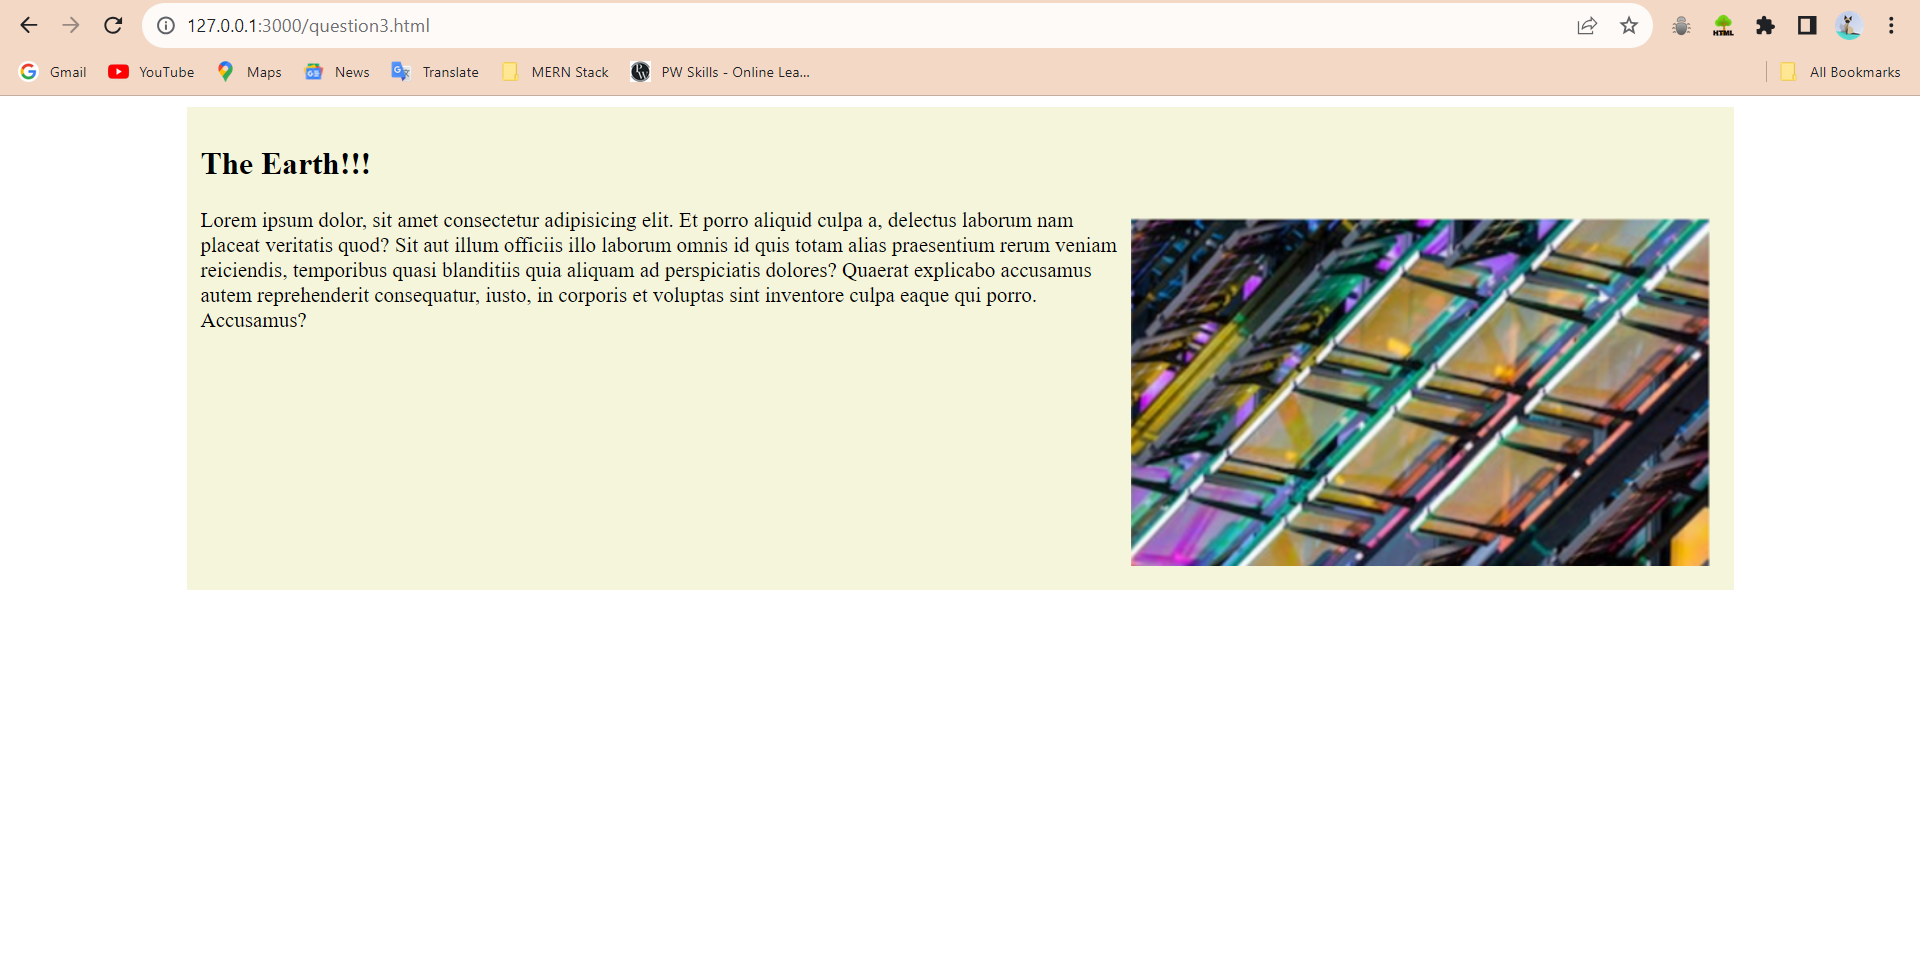 127.0.0.1:3000/question3.html
HTML
Gmail
YouTube
Maps
News
Translate
MERN Stack
PW Skills - Online Lea...
All Bookmarks
The Earth!!!
Lorem ipsum dolor, sit amet consectetur adipisicing elit. Et porro aliquid culpa a, delectus laborum nam
placeat veritatis quod? Sit aut illum officiis illo laborum omnis id quis totam alias praesentium rerum veniam
reiciendis, temporibus quasi blanditiis quia aliquam ad perspiciatis dolores? Quaerat explicabo accusamus
autem reprehenderit consequatur, iusto, in corporis et voluptas sint inventore culpa eaque qui porro.
Accusamus?